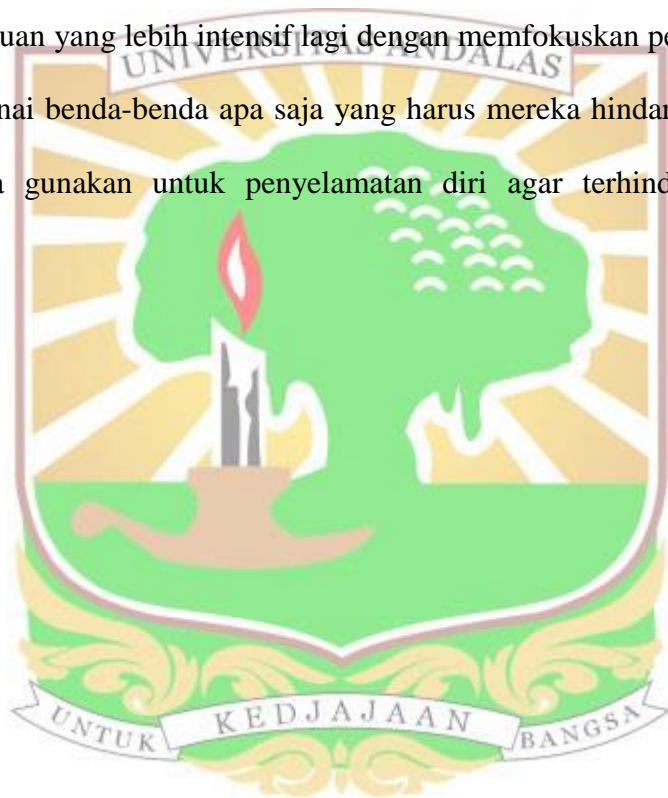 uan yang lebih intensif lagi dengan memfokuskan pe
UNIVERSITAS ANDALAS
nai benda-benda apa saja yang harus mereka hindar
a gunakan untuk penyelamatan diri agar terhind
UNTUK KEDJAJAAN BANGSA